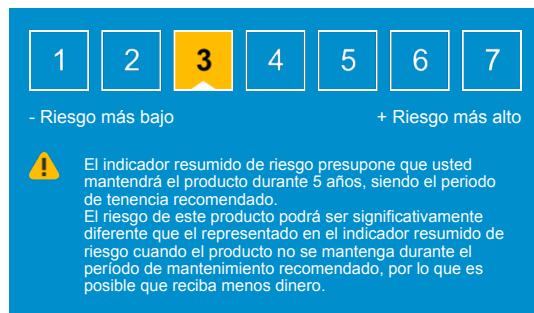 1 2 3 4 5 6 7
- Riesgo más bajo + Riesgo más alto
El indicador resumido de riesgo presupone que usted
mantendrá el producto durante 5 años, siendo el periodo
de tenencia recomendado.
El riesgo de este producto podrá ser significativamente
diferente que el representado en el indicador resumido de
riesgo cuando el producto no se mantenga durante el
período de mantenimiento recomendado, por lo que es
posible que reciba menos dinero.